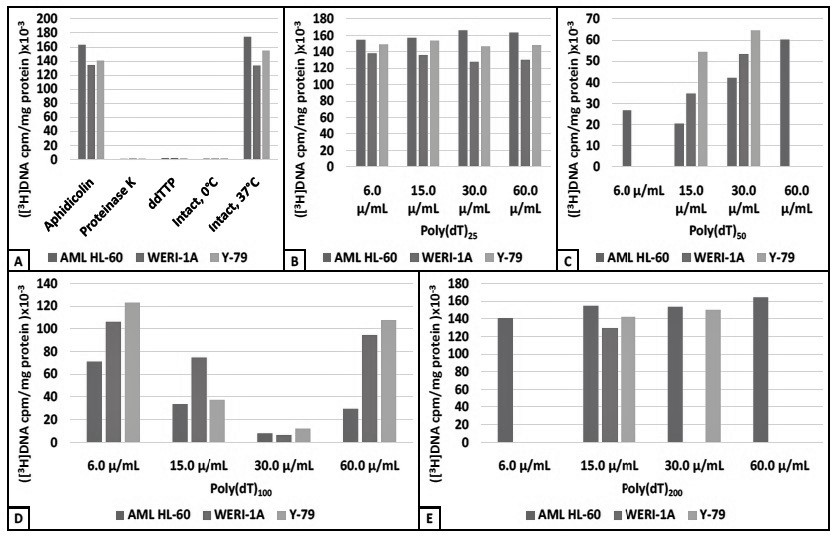 ([³H]DNA cpm/mg protein )x10⁻³
200
180
160
140
120
100
80
60
40
20
0
Aphidicolin
Proteinase K
ddTTP
Intact, 0°C
Intact, 37°C
A
AML HL-60 WERI-1A Y-79
([³H]DNA cpm/mg protein )x10⁻³
180
160
140
120
100
80
60
40
20
0
6.0 µ/mL
15.0 µ/mL
30.0 µ/mL
60.0 µ/mL
Poly(dT)₂₅
B
AML HL-60 WERI-1A Y-79
([³H]DNA cpm/mg protein )x10⁻³
70
60
50
40
30
20
10
0
6.0 µ/mL
15.0 µ/mL
30.0 µ/mL
60.0 µ/mL
Poly(dT)₅₀
C
AML HL-60 WERI-1A Y-79
([³H]DNA cpm/mg protein )x10⁻³
140
120
100
80
60
40
20
0
6.0 µ/mL 15.0 µ/mL 30.0 µ/mL 60.0 µ/mL
Poly(dT)₁₀₀
D
AML HL-60 WERI-1A Y-79
([³H]DNA cpm/mg protein )x10⁻³
180
160
140
120
100
80
60
40
20
0
6.0 µ/mL 15.0 µ/mL 30.0 µ/mL 60.0 µ/mL
Poly(dT)₂₀₀
E
AML HL-60 WERI-1A Y-79